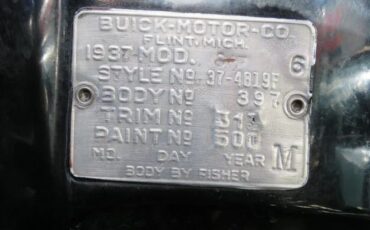 BUICK-MOTOR-CO.
FLINT, MICH.
1937-MOD. 6
STYLE No 37-4819F
BODY No 397
TRIM No
PAINT No 500
MO. DAY YEAR M
BODY BY FISHER